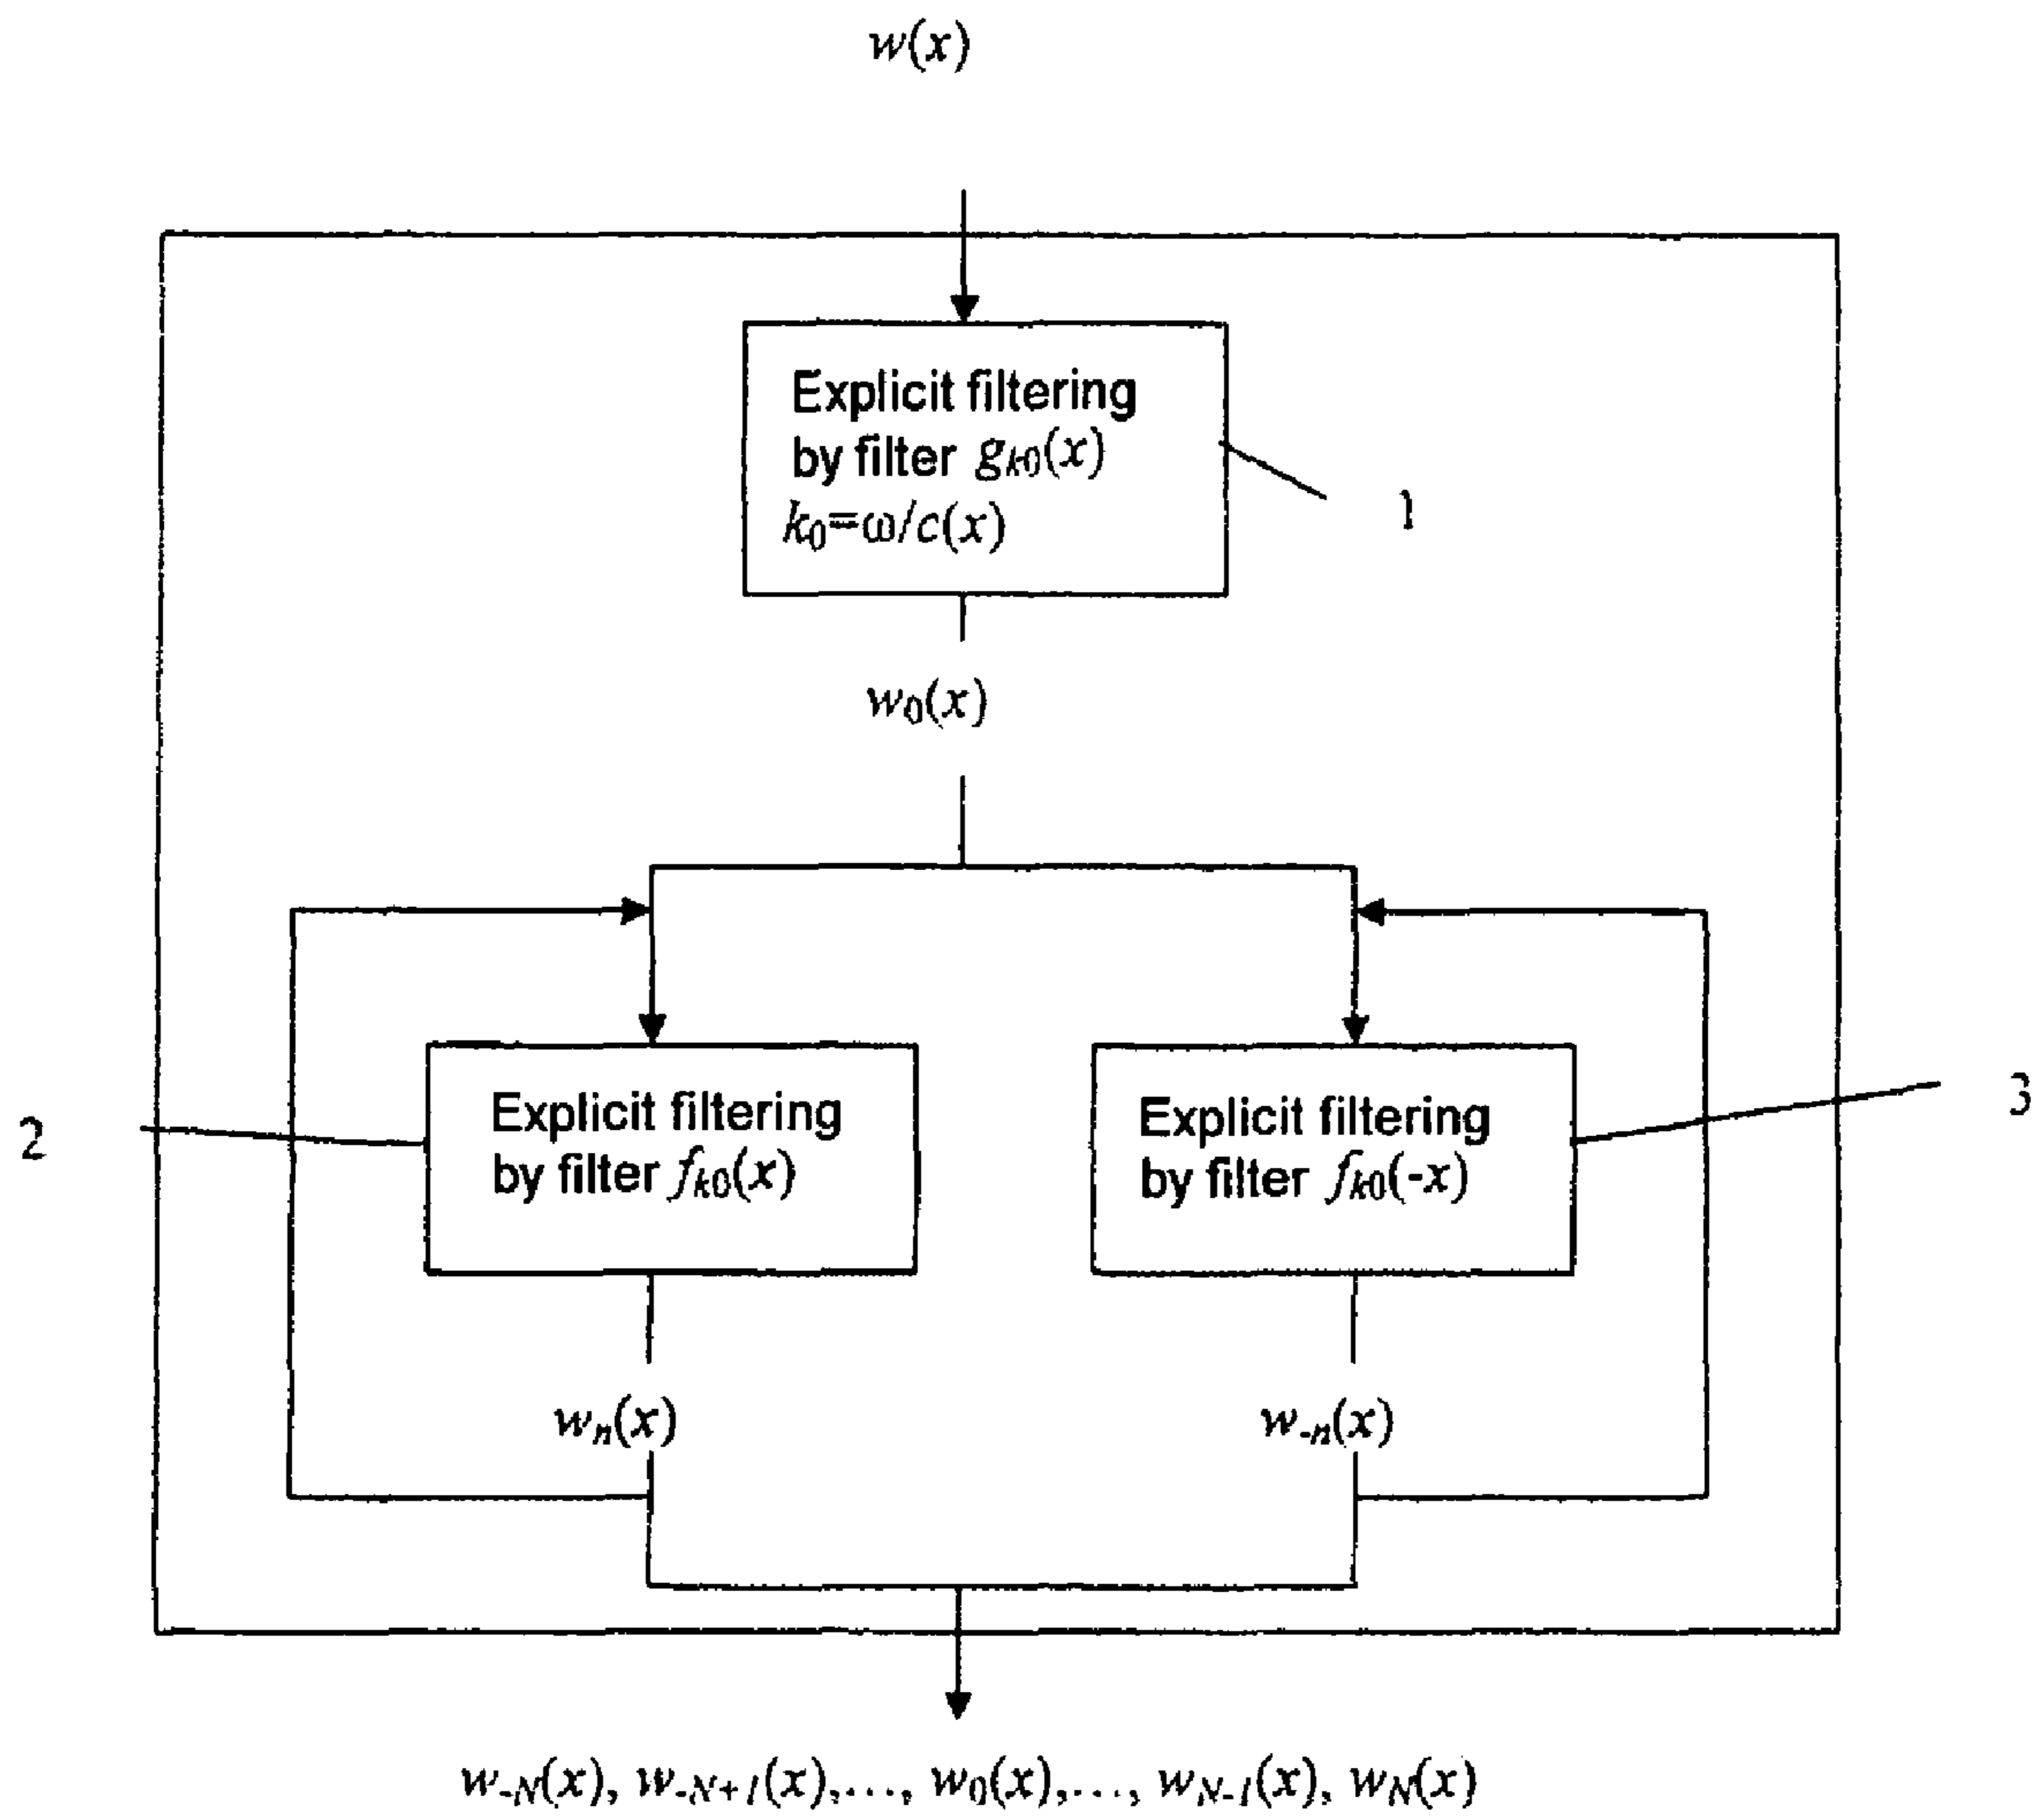 w(x)
Explicit filtering
by filter gk0(x)
k0=ω/c(x)
1
w0(x)
2
Explicit filtering
by filter fk0(x)
Explicit filtering
by filter fk0(-x)
3
wn(x)
w-n(x)
w-N(x), w-N+1(x),..., w0(x),..., wN-1(x), wN(x)